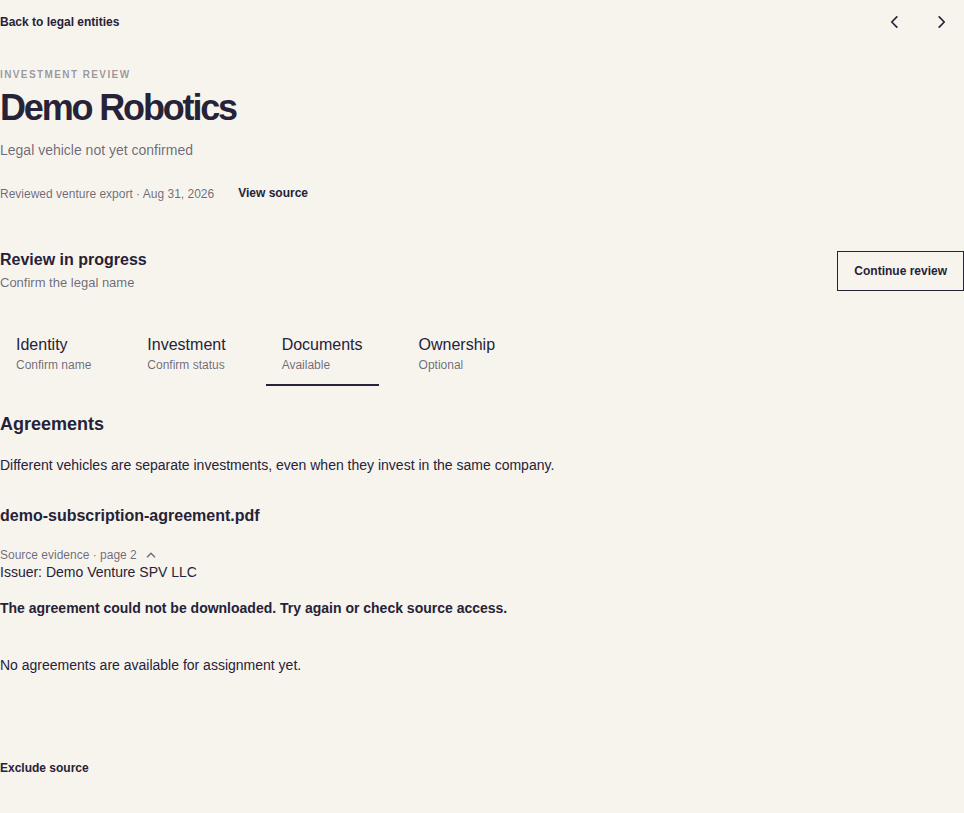 Back to legal entities
INVESTMENT REVIEW
Demo Robotics
Legal vehicle not yet confirmed
Reviewed venture export · Aug 31, 2026 View source
Review in progress
Confirm the legal name
Continue review
Identity Investment Documents Ownership
Confirm name Confirm status Available Optional
Agreements
Different vehicles are separate investments, even when they invest in the same company.
demo-subscription-agreement.pdf
Source evidence · page 2
Issuer: Demo Venture SPV LLC
The agreement could not be downloaded. Try again or check source access.
No agreements are available for assignment yet.
Exclude source